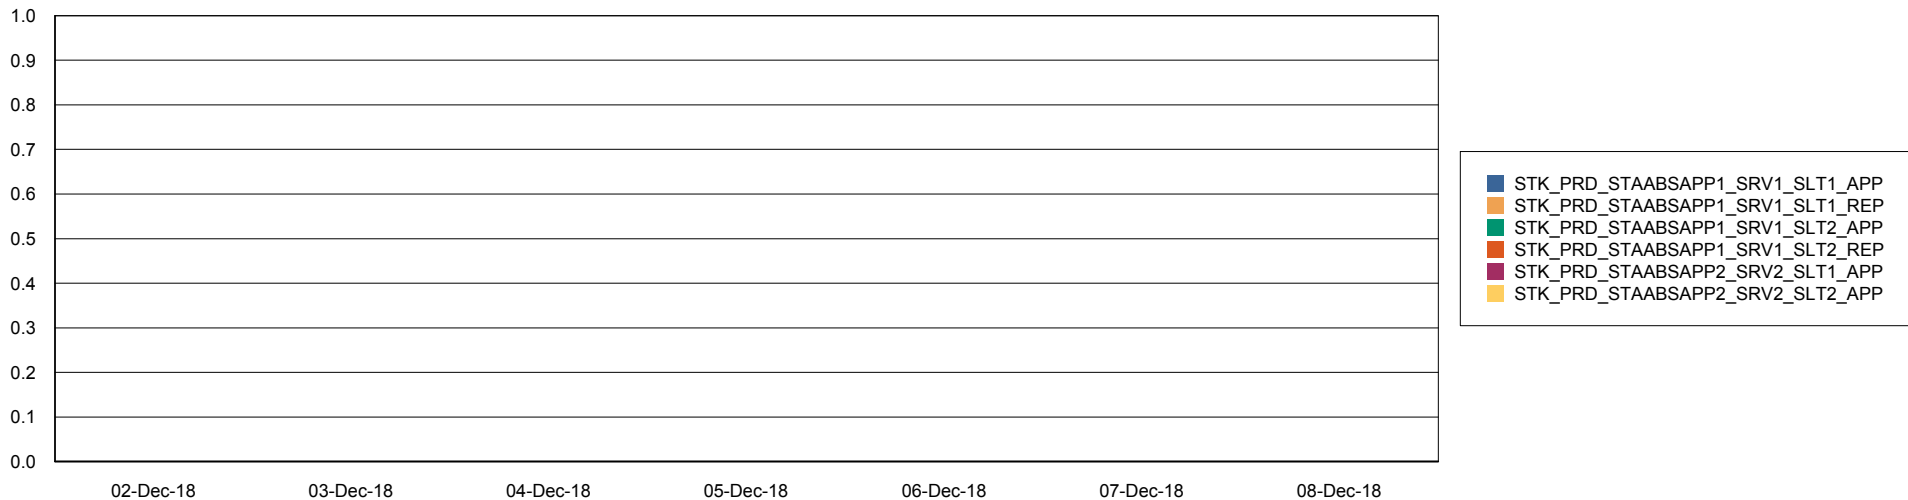 1.0
0.9
0.8
0.7
0.6
0.5
0.4
0.3
0.2
0.1
0.0
02-Dec-18 03-Dec-18 04-Dec-18 05-Dec-18 06-Dec-18 07-Dec-18 08-Dec-18
STK_PRD_STAABSAPP1_SRV1_SLT1_APP
STK_PRD_STAABSAPP1_SRV1_SLT1_REP
STK_PRD_STAABSAPP1_SRV1_SLT2_APP
STK_PRD_STAABSAPP1_SRV1_SLT2_REP
STK_PRD_STAABSAPP2_SRV2_SLT1_APP
STK_PRD_STAABSAPP2_SRV2_SLT2_APP